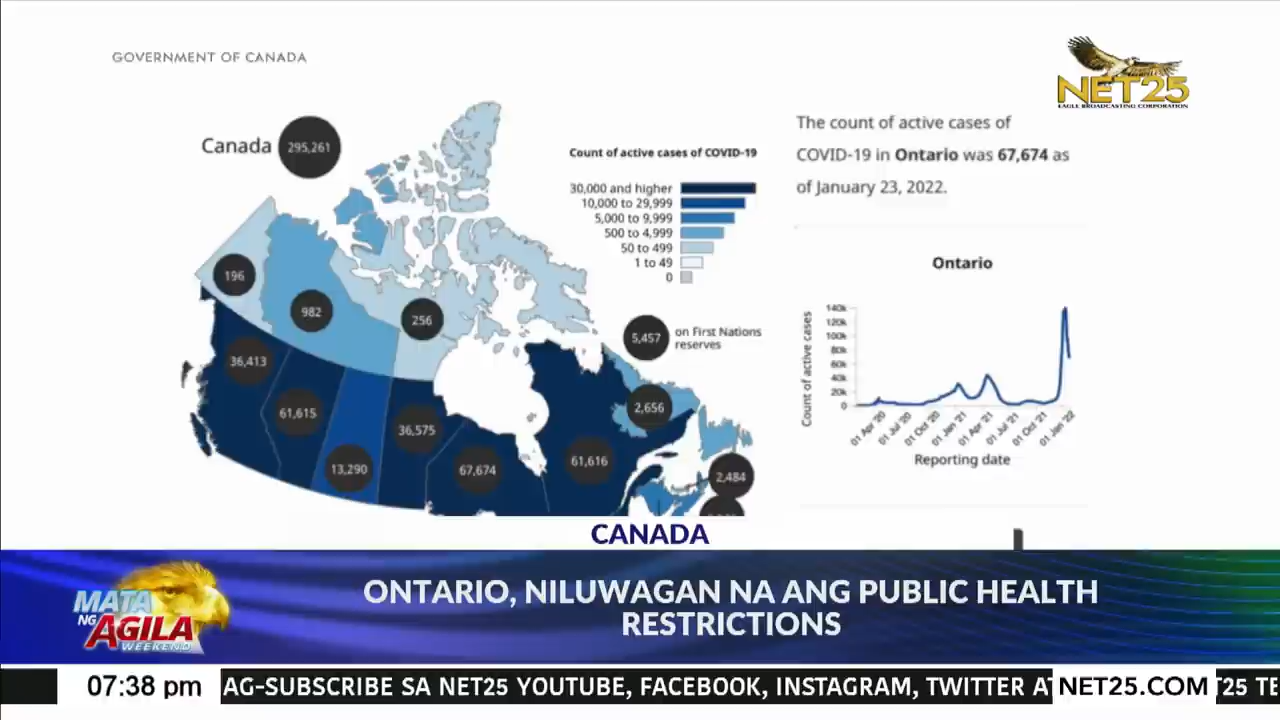 GOVERNMENT OF CANADA
NET25
EAGLE BROADCASTING CORPORATION
Canada 295,261
Count of active cases of COVID-19
30,000 and higher
10,000 to 29,999
5,000 to 9,999
500 to 4,999
50 to 499
1 to 49
0
The count of active cases of
COVID-19 in Ontario was 67,674 as
of January 23, 2022.
196
982
256
5,457
on First Nations
reserves
36,413
61,615
13,290
36,575
67,674
61,616
2,656
2,484
Ontario
Count of active cases
140k
120k
100k
80k
60k
40k
20k
0
01 Apr '20
01 Jul '20
01 Oct '20
01 Jan '21
01 Apr '21
01 Jul '21
01 Oct '21
01 Jan '22
Reporting date
CANADA
MATA
NG
AGILA
WEEKEND
ONTARIO, NILUWAGAN NA ANG PUBLIC HEALTH
RESTRICTIONS
07:38 pm
AG-SUBSCRIBE SA NET25 YOUTUBE, FACEBOOK, INSTAGRAM, TWITTER AT
NET25.COM
T25 TE